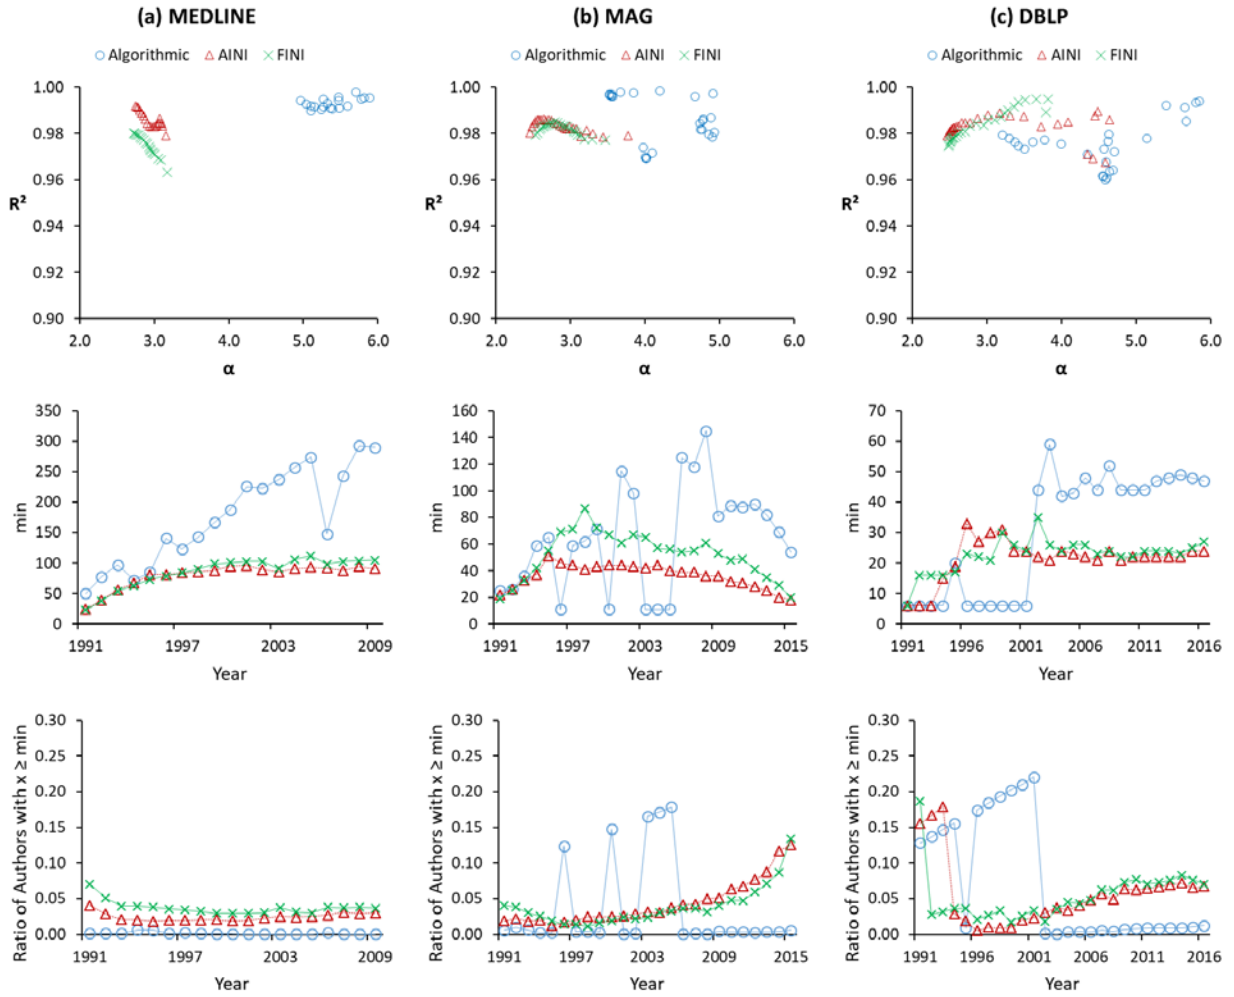 (a) MEDLINE
(b) MAG
(c) DBLP
Algorithmic AINI FINI
Algorithmic AINI FINI
Algorithmic AINI FINI
1.00
0.98
0.96
0.94
0.92
0.90
R²
2.0 3.0 4.0 5.0 6.0
α
1.00
0.98
0.96
0.94
0.92
0.90
R²
2.0 3.0 4.0 5.0 6.0
α
1.00
0.98
0.96
0.94
0.92
0.90
R²
2.0 3.0 4.0 5.0 6.0
α
350
300
250
200
150
100
50
0
min
1991 1997 2003 2009
Year
160
140
120
100
80
60
40
20
0
min
1991 1997 2003 2009 2015
Year
70
60
50
40
30
20
10
0
min
1991 1996 2001 2006 2011 2016
Year
0.30
0.25
0.20
0.15
0.10
0.05
0.00
Ratio of Authors with x ≥ min
1991 1997 2003 2009
Year
0.30
0.25
0.20
0.15
0.10
0.05
0.00
Ratio of Authors with x ≥ min
1991 1997 2003 2009 2015
Year
0.30
0.25
0.20
0.15
0.10
0.05
0.00
Ratio of Authors with x ≥ min
1991 1996 2001 2006 2011 2016
Year